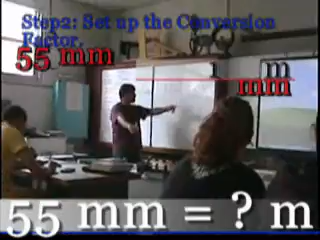 Step2: Set up the Conversion
Factor.
55 mm
m
mm
55 mm = ? m